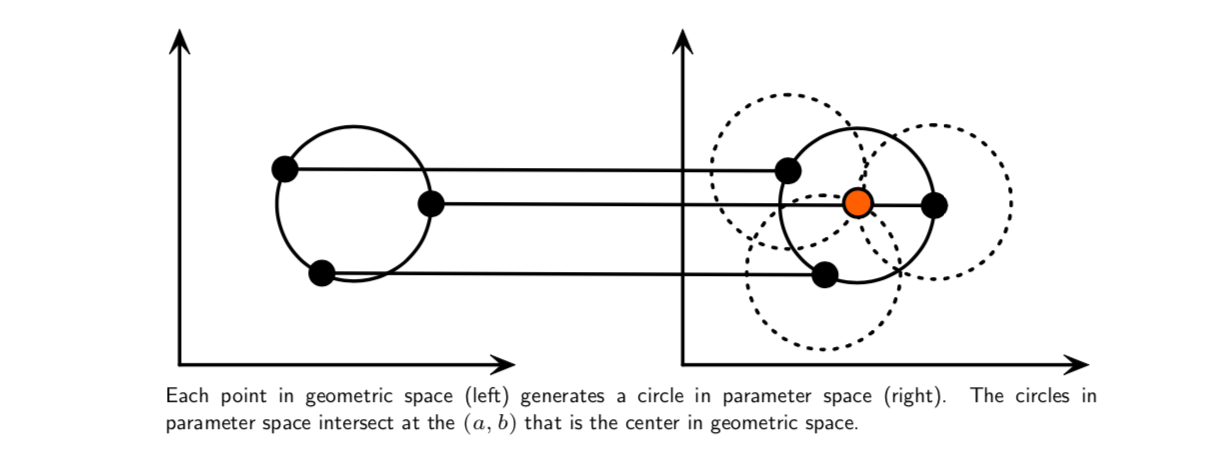 Each point in geometric space (left) generates a circle in parameter space (right). The circles in
parameter space intersect at the (a, b) that is the center in geometric space.